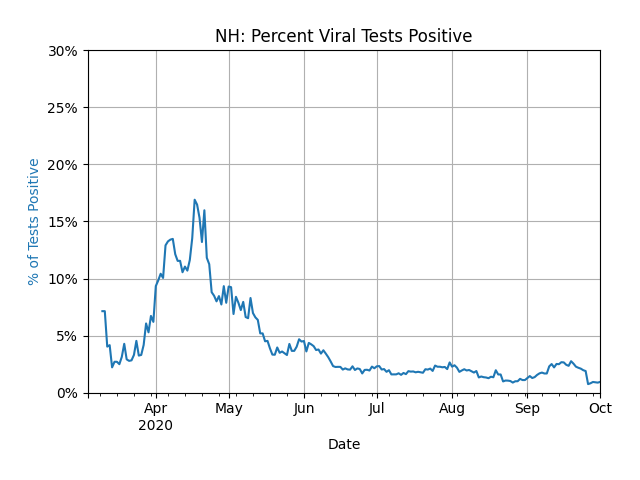 NH: Percent Viral Tests Positive
30%
25%
20%
15%
10%
5%
0%
% of Tests Positive
Apr May Jun Jul Aug Sep Oct
2020
Date